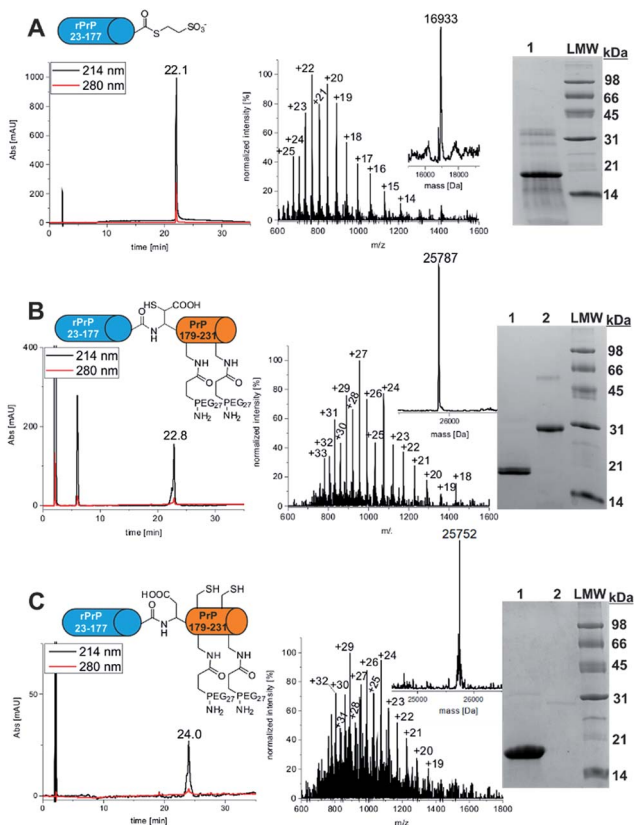 A
rPrP
23-177
O
S
SO₃⁻
214 nm
280 nm
22.1
Abs [mAU]
1000
800
600
400
200
0
0 10 20 30
time [min]
normalized intensity [%]
100
80
60
40
20
0
+25
+24
+23
+22
+21
+20
+19
+18
+17
+16
+15
+14
600 800 1000 1200 1400 1600
m/z
16933
16000 18000
mass [Da]
1 LMW kDa
98
66
45
31
21
14
B
rPrP
23-177
HS
COOH
O
N
H
PrP
179-231
NH
NH
O
O
PEG₂₇
PEG₂₇
NH₂
NH₂
214 nm
280 nm
22.8
Abs [mAU]
400
200
0
0 10 20 30
time [min]
normalized intensity [%]
100
80
60
40
20
0
+33
+32
+31
+30
+29
+28
+27
+26
+25
+24
+23
+22
+21
+20
+19
+18
600 800 1000 1200 1400 1600
m/.
25787
26000
mass [Da]
1 2 LMW kDa
98
66
45
31
21
14
C
rPrP
23-177
HO
O
O
N
H
SH
SH
PrP
179-231
NH
NH
O
O
PEG₂₇
PEG₂₇
NH₂
NH₂
214 nm
280 nm
24.0
Abs [mAU]
50
0
0 10 20 30
time [min]
normalized intensity [%]
100
80
60
40
20
0
+32
+31
+30
+29
+28
+27
+26
+25
+24
+23
+22
+21
+20
+19
600 800 1000 1200 1400 1600 1800
m/z
25752
25000 26000
mass [Da]
1 2 LMW kDa
98
66
45
31
21
14